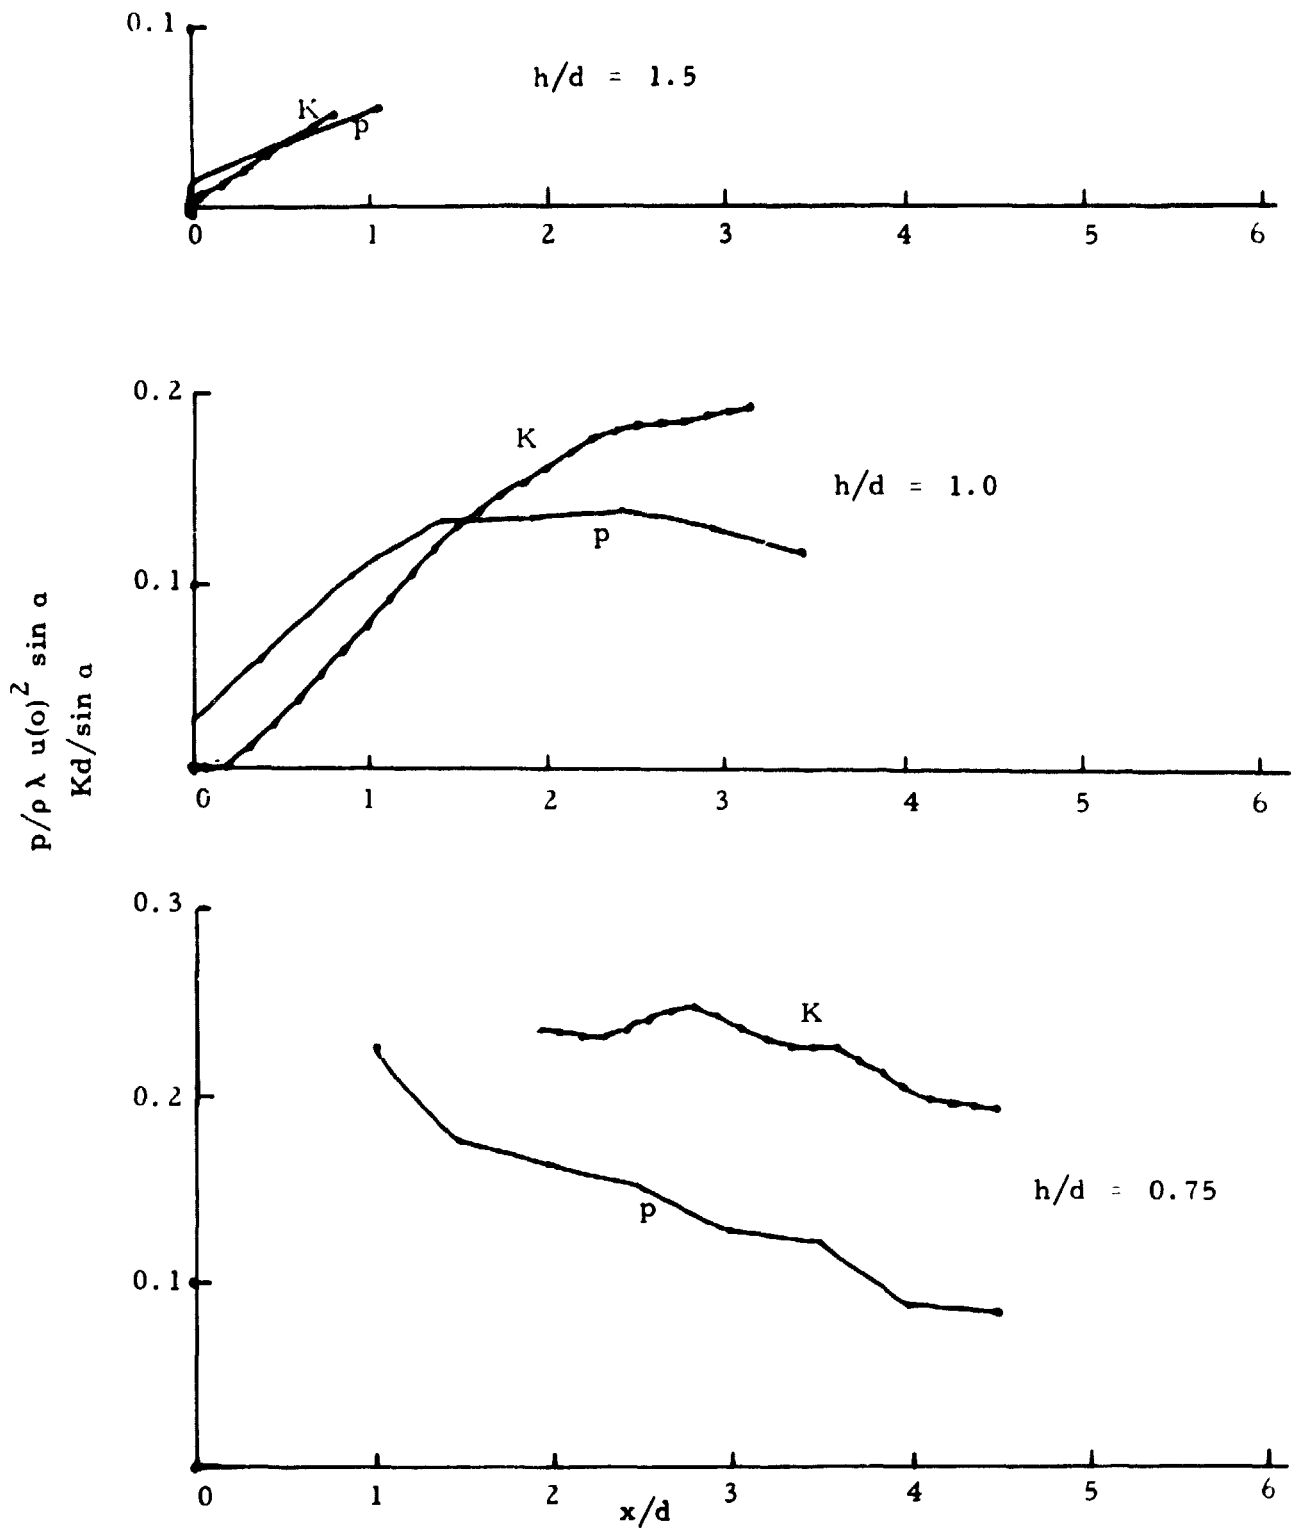 0.1
h/d = 1.5
K
p
0 1 2 3 4 5 6
0.2
K
h/d = 1.0
p
0.1
0 1 2 3 4 5 6
p/ρ λ u(o)² sin α
Kd/sin α
0.3
K
0.2
h/d = 0.75
p
0.1
0 1 2 3 4 5 6
x/d